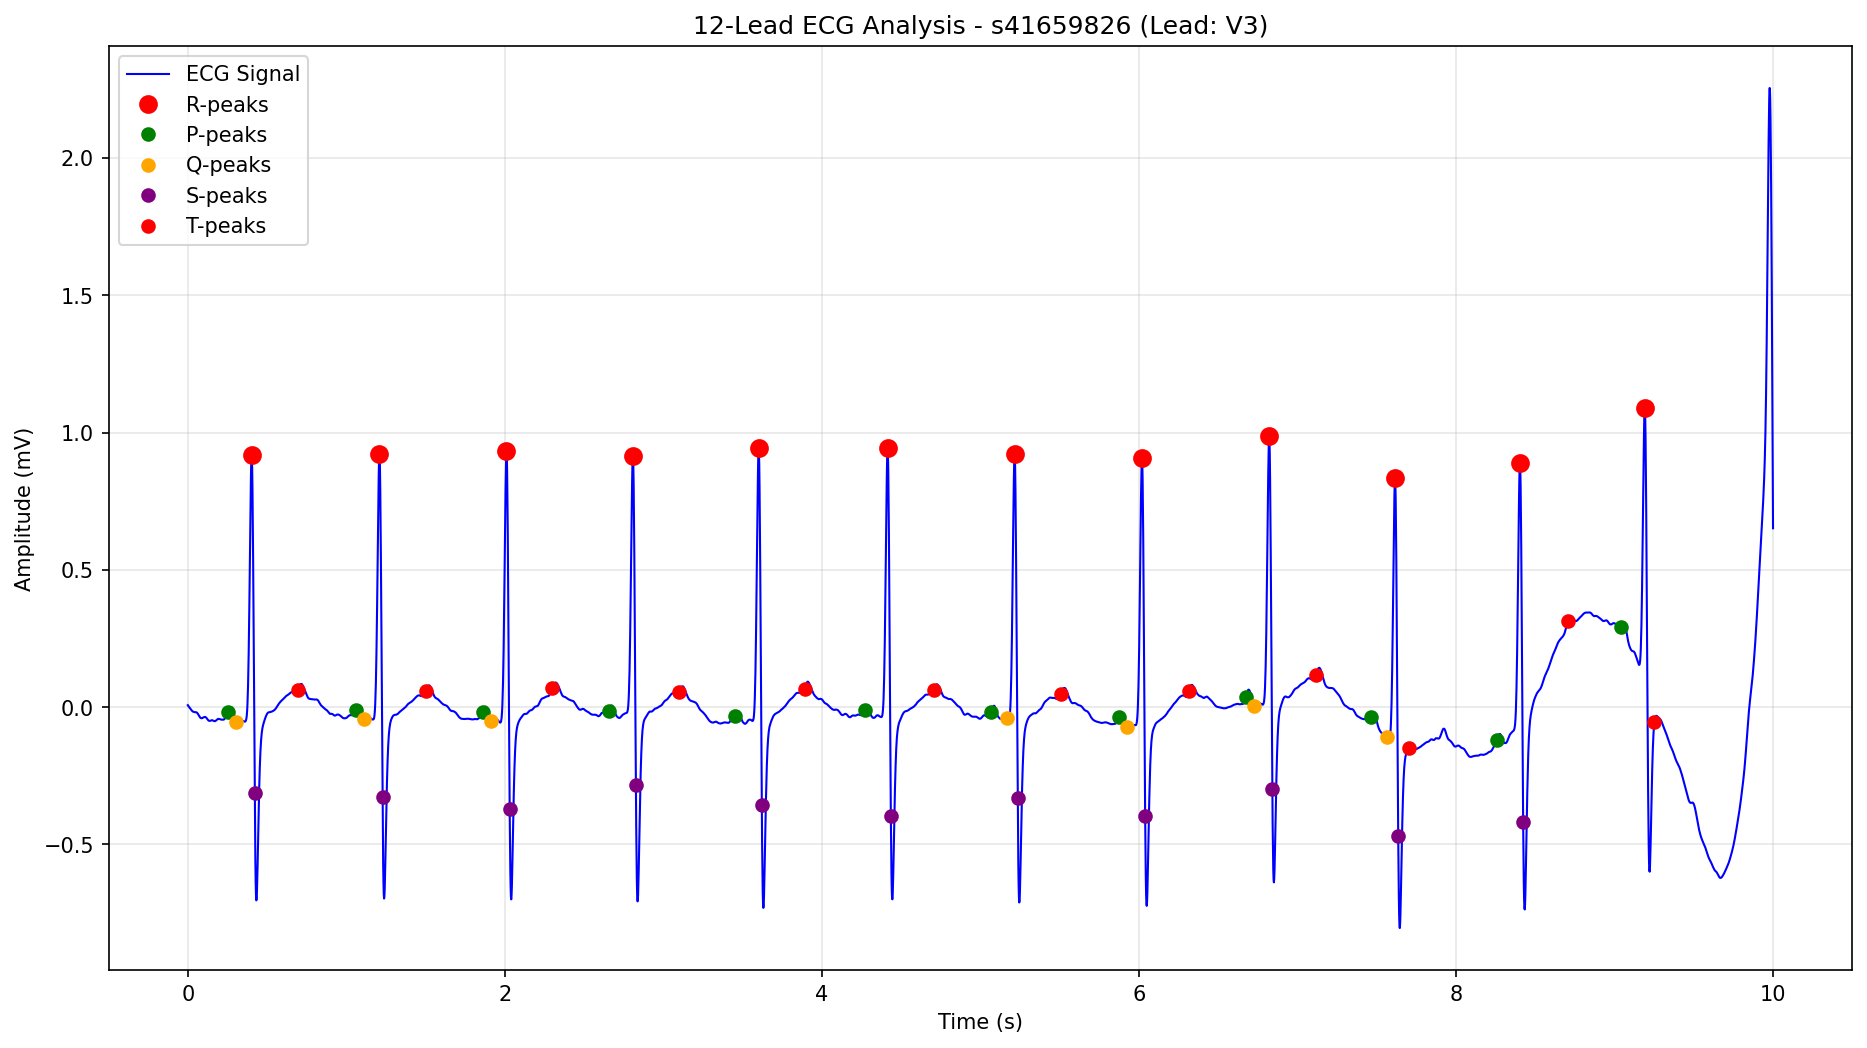 12-Lead ECG Analysis - s41659826 (Lead: V3)
ECG Signal
R-peaks
P-peaks
Q-peaks
S-peaks
T-peaks
Amplitude (mV)
2.0
1.5
1.0
0.5
0.0
−0.5
0 2 4 6 8 10
Time (s)